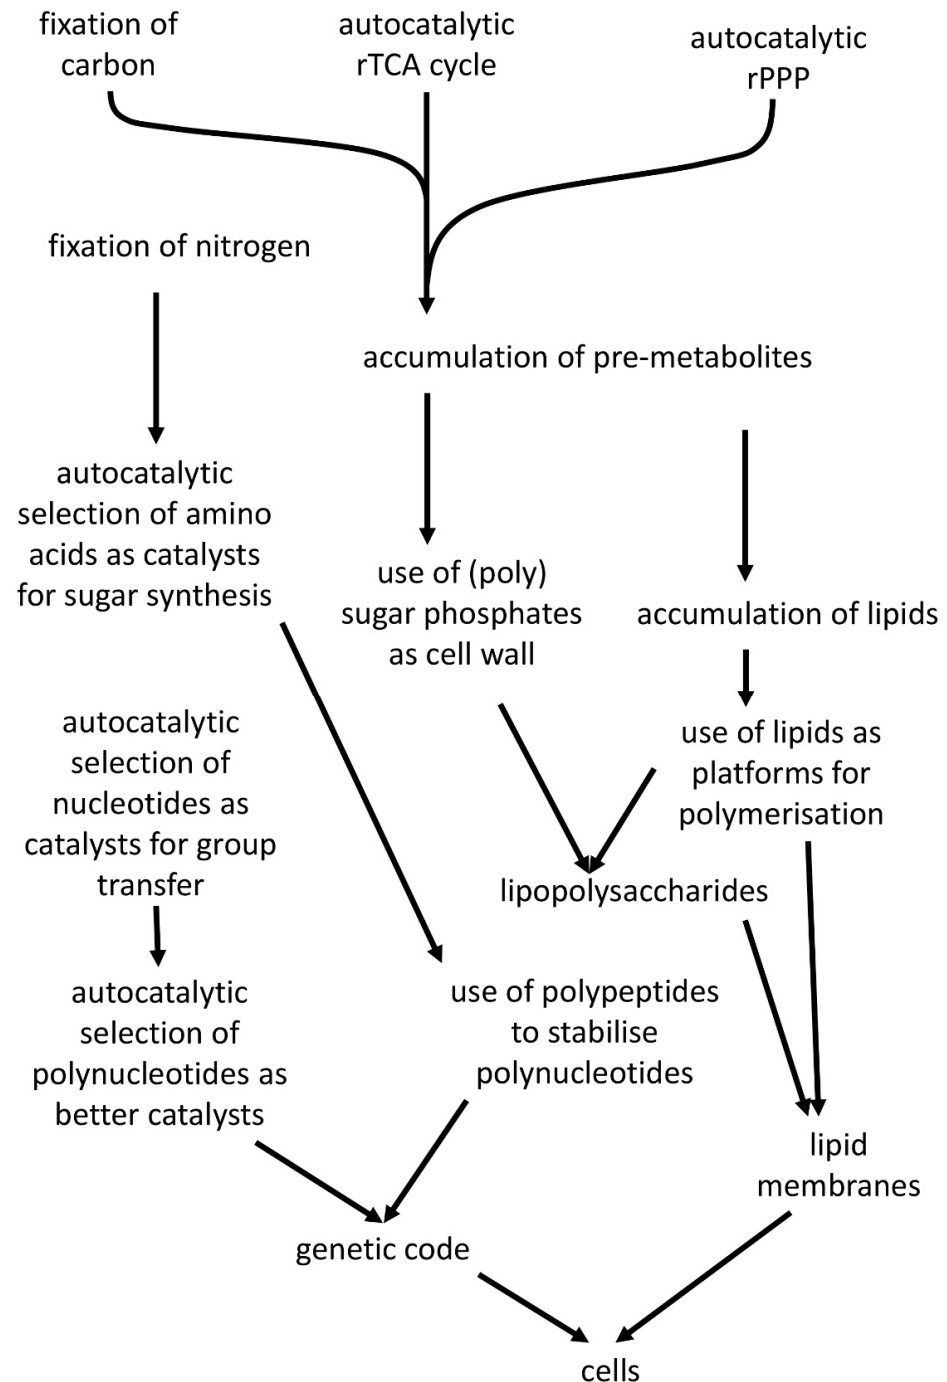 fixation of
carbon
autocatalytic
rTCA cycle
autocatalytic
rPPP
fixation of nitrogen
accumulation of pre-metabolites
autocatalytic
selection of amino
acids as catalysts
for sugar synthesis
use of (poly)
sugar phosphates
as cell wall
accumulation of lipids
autocatalytic
selection of
nucleotides as
catalysts for group
transfer
use of lipids as
platforms for
polymerisation
lipopolysaccharides
autocatalytic
selection of
polynucleotides as
better catalysts
use of polypeptides
to stabilise
polynucleotides
lipid
membranes
genetic code
cells